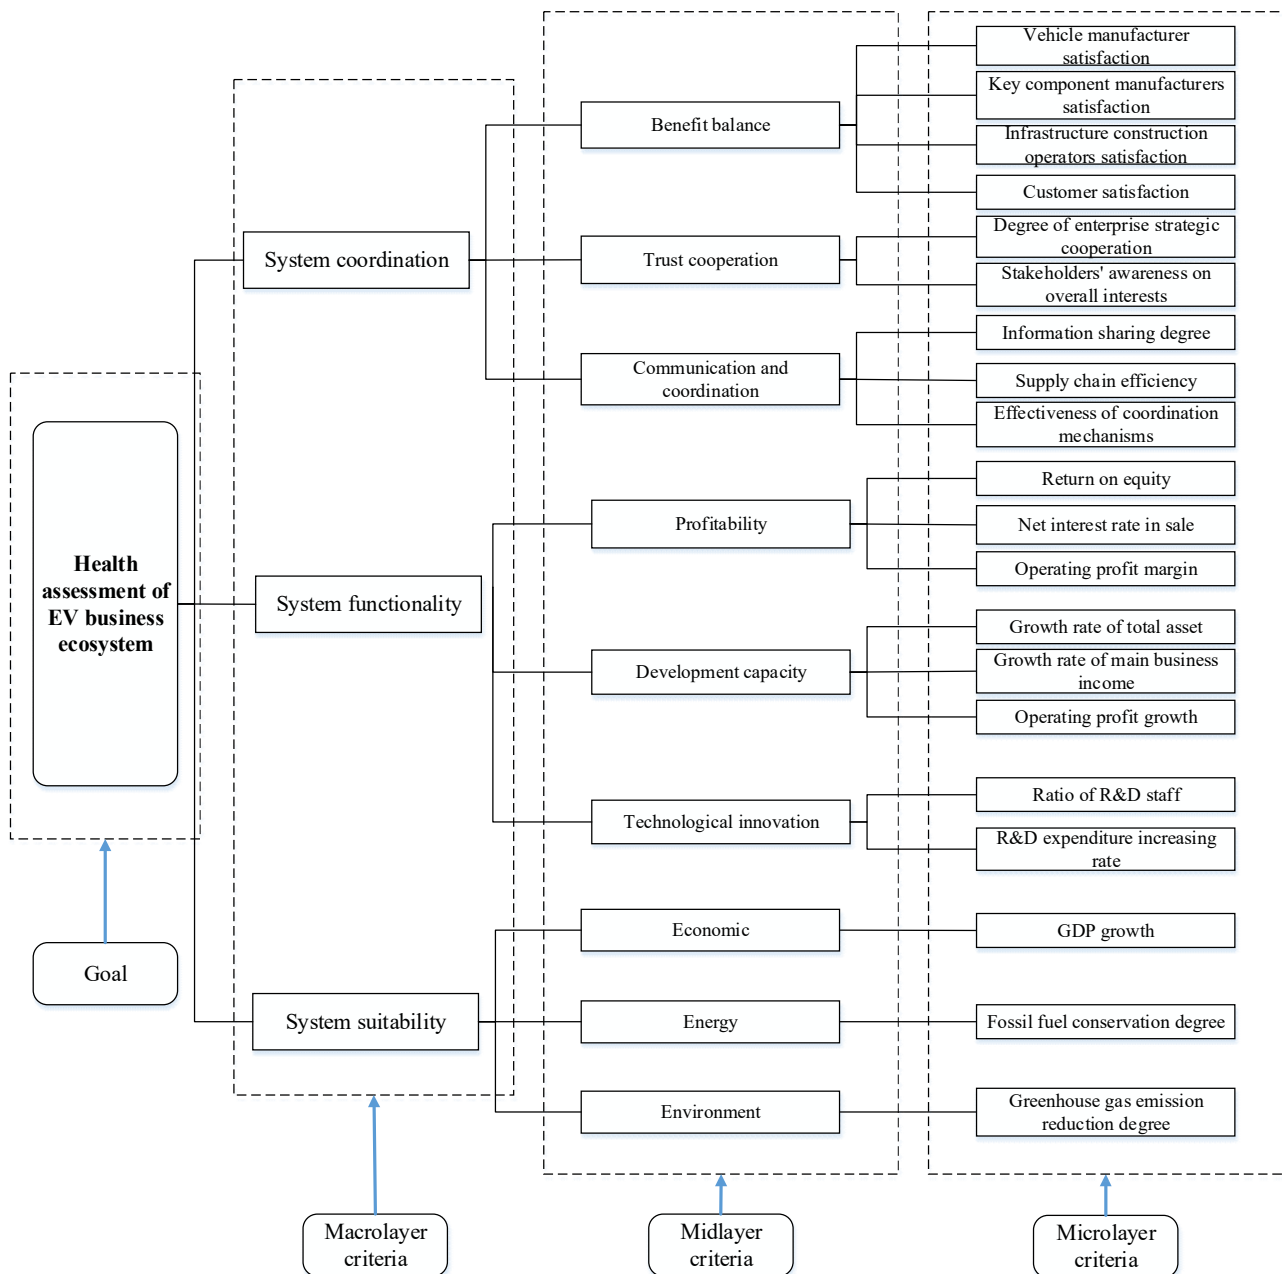 Health
assessment of
EV business
ecosystem
Goal
System coordination
System functionality
System suitability
Macrolayer
criteria
Benefit balance
Trust cooperation
Communication and
coordination
Profitability
Development capacity
Technological innovation
Economic
Energy
Environment
Midlayer
criteria
Vehicle manufacturer
satisfaction
Key component manufacturers
satisfaction
Infrastructure construction
operators satisfaction
Customer satisfaction
Degree of enterprise strategic
cooperation
Stakeholders' awareness on
overall interests
Information sharing degree
Supply chain efficiency
Effectiveness of coordination
mechanisms
Return on equity
Net interest rate in sale
Operating profit margin
Growth rate of total asset
Growth rate of main business
income
Operating profit growth
Ratio of R&D staff
R&D expenditure increasing
rate
GDP growth
Fossil fuel conservation degree
Greenhouse gas emission
reduction degree
Microlayer
criteria